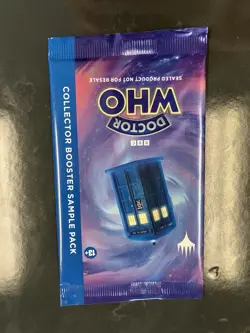 COLLECTOR BOOSTER SAMPLE PACK
SEALED PRODUCT NOT FOR RESALE
BBC
DOCTOR
WHO
13+